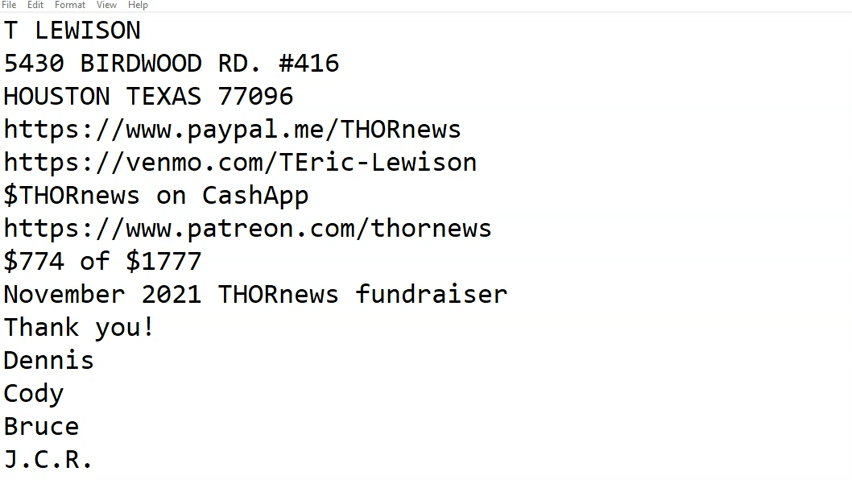 File Edit Format View Help
T LEWISON
5430 BIRDWOOD RD. #416
HOUSTON TEXAS 77096
https://www.paypal.me/THORnews
https://venmo.com/TEric-Lewison
$THORnews on CashApp
https://www.patreon.com/thornews
$774 of $1777
November 2021 THORnews fundraiser
Thank you!
Dennis
Cody
Bruce
J.C.R.